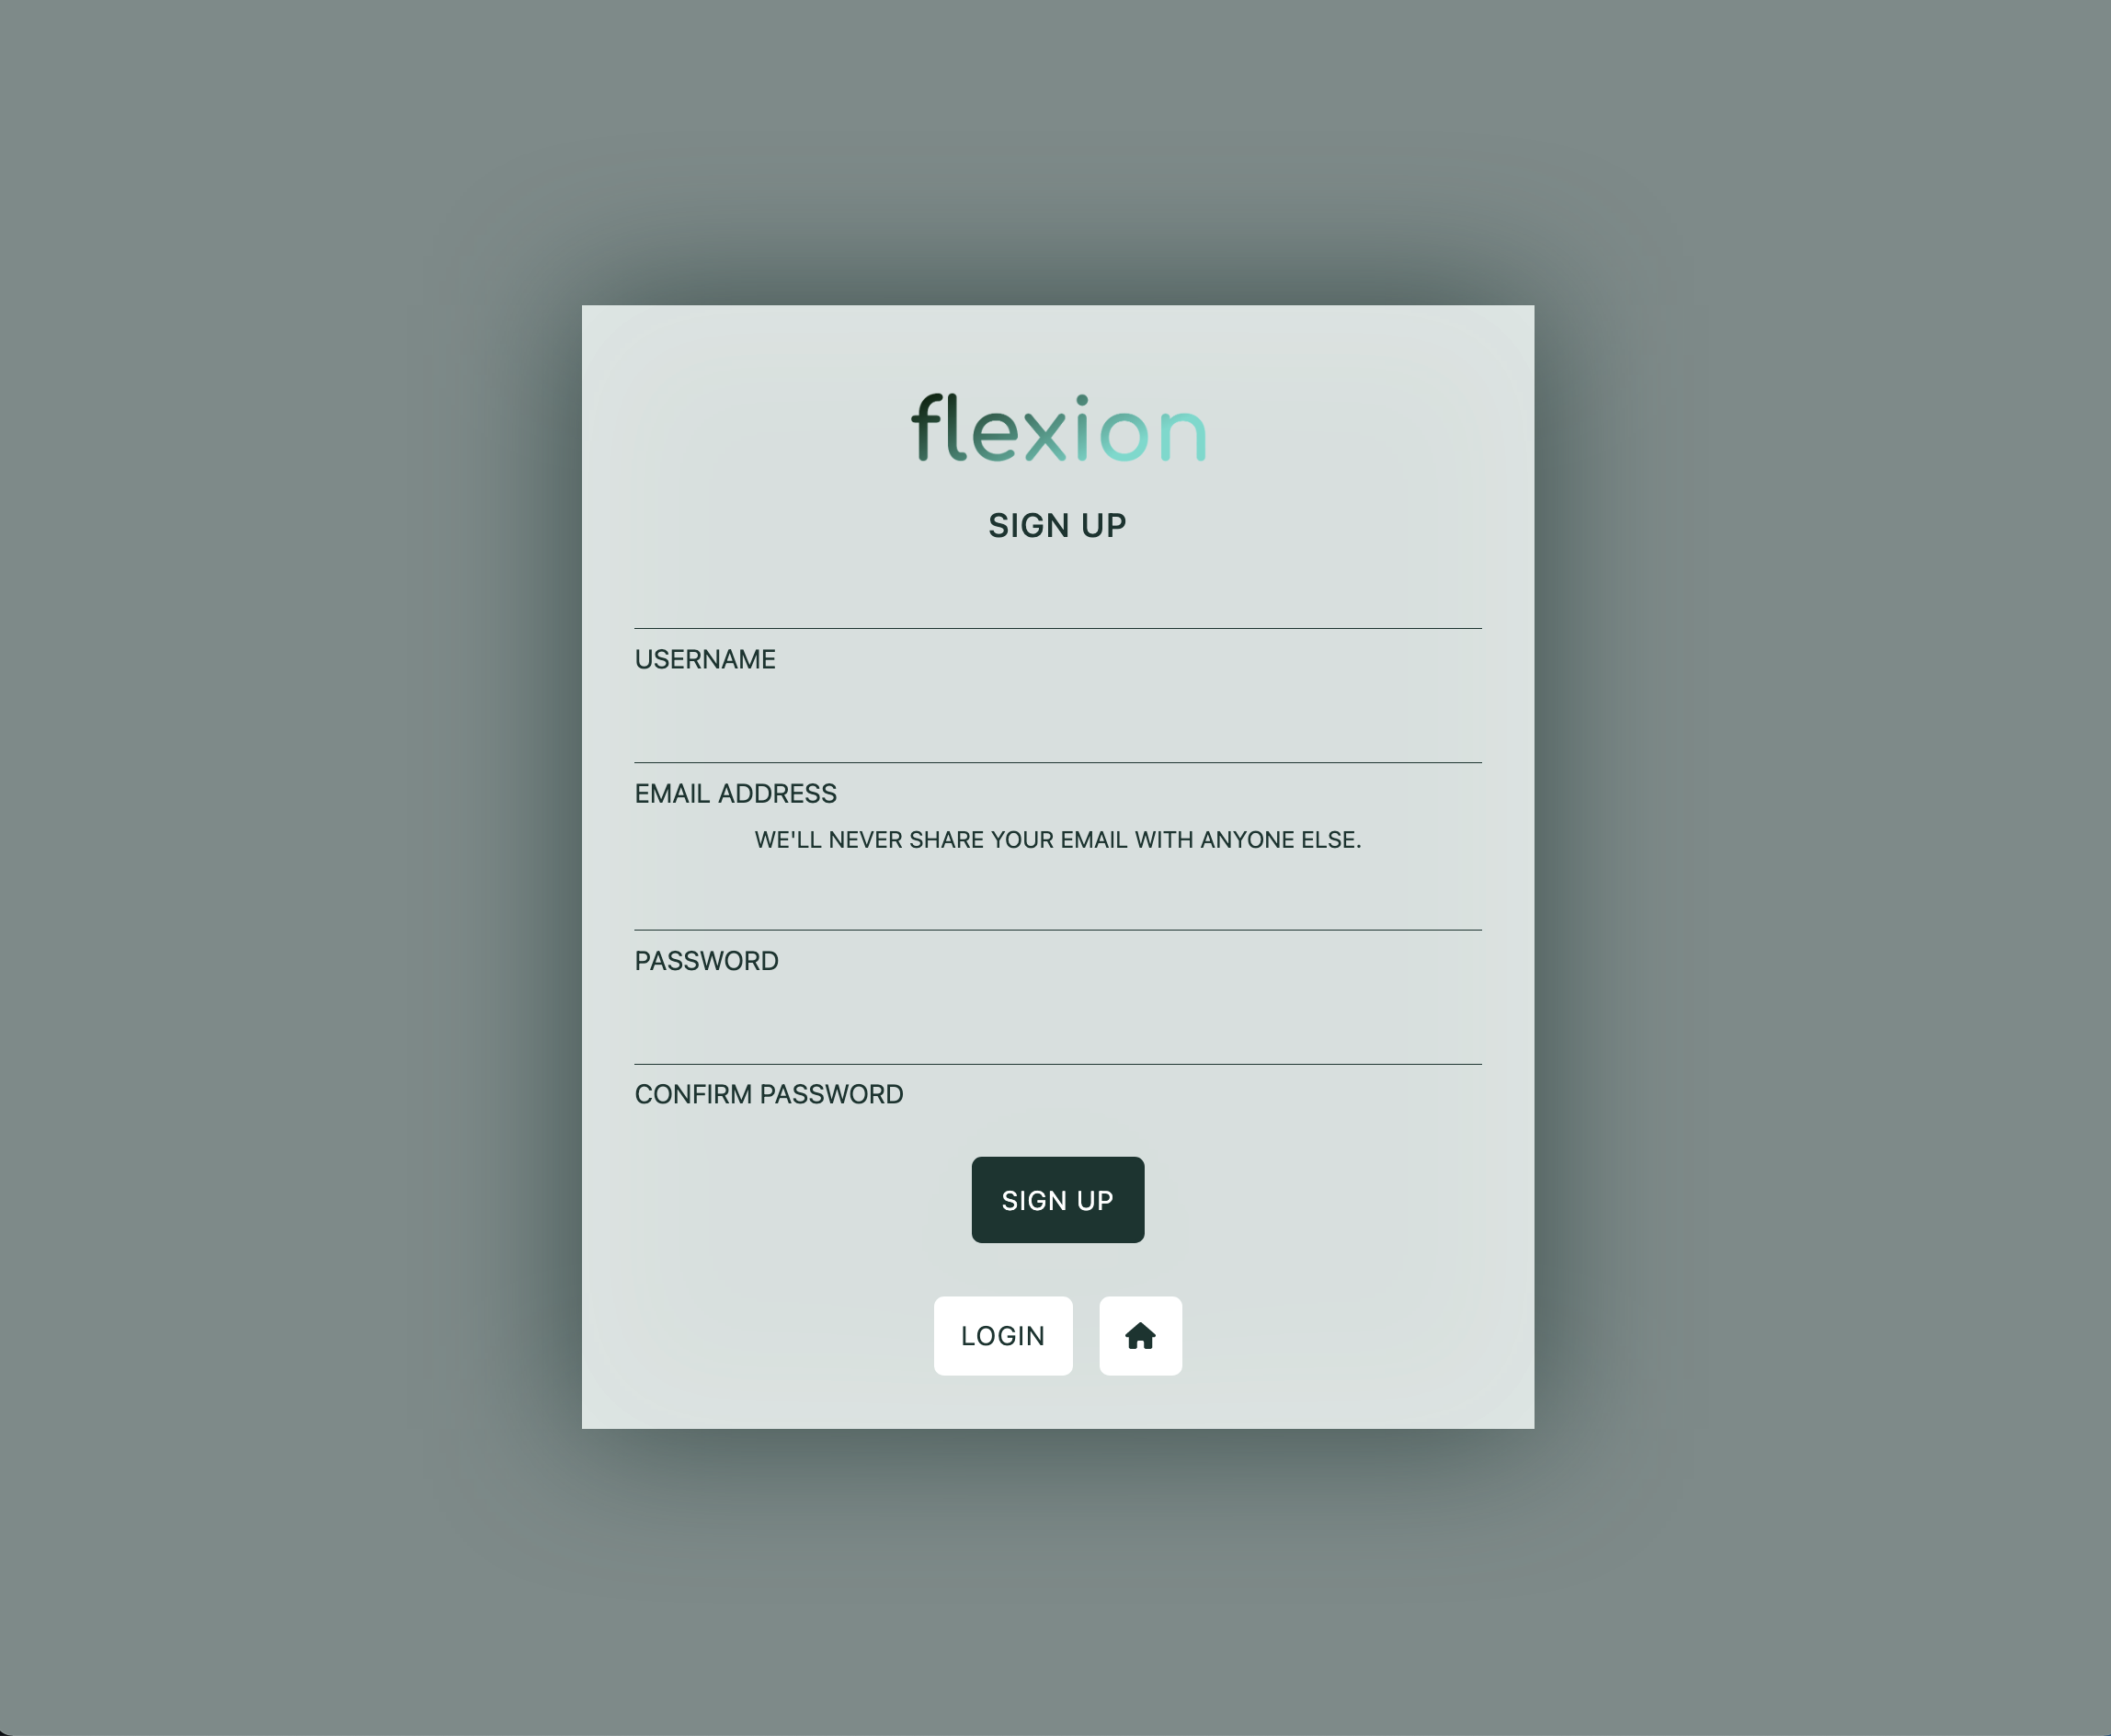 flexion
SIGN UP
USERNAME
EMAIL ADDRESS
WE'LL NEVER SHARE YOUR EMAIL WITH ANYONE ELSE.
PASSWORD
CONFIRM PASSWORD
SIGN UP
LOGIN